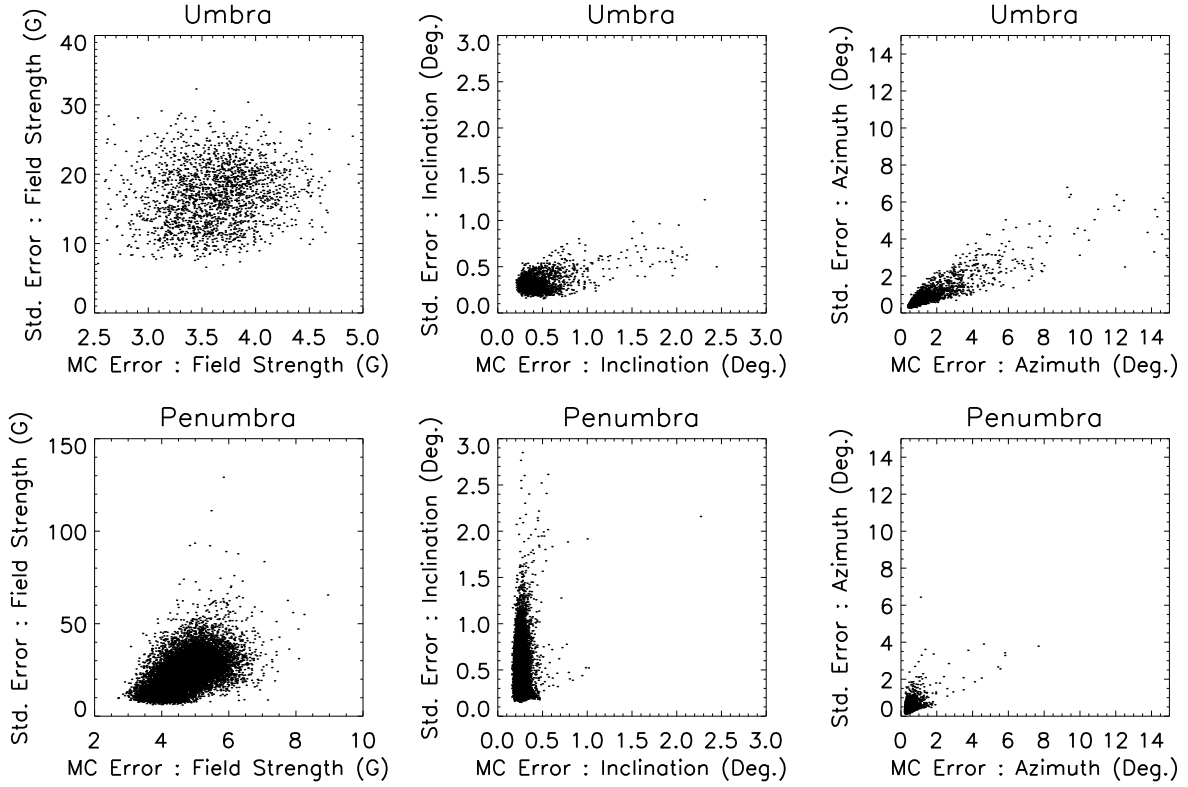 Umbra
Std. Error : Field Strength (G)
40
30
20
10
0
2.5 3.0 3.5 4.0 4.5 5.0
MC Error : Field Strength (G)
Umbra
Std. Error : Inclination (Deg.)
3.0
2.5
2.0
1.5
1.0
0.5
0.0
0.0 0.5 1.0 1.5 2.0 2.5 3.0
MC Error : Inclination (Deg.)
Umbra
Std. Error : Azimuth (Deg.)
14
12
10
8
6
4
2
0
0 2 4 6 8 10 12 14
MC Error : Azimuth (Deg.)
Penumbra
Std. Error : Field Strength (G)
150
100
50
0
2 4 6 8 10
MC Error : Field Strength (G)
Penumbra
Std. Error : Inclination (Deg.)
3.0
2.5
2.0
1.5
1.0
0.5
0.0
0.0 0.5 1.0 1.5 2.0 2.5 3.0
MC Error : Inclination (Deg.)
Penumbra
Std. Error : Azimuth (Deg.)
14
12
10
8
6
4
2
0
0 2 4 6 8 10 12 14
MC Error : Azimuth (Deg.)